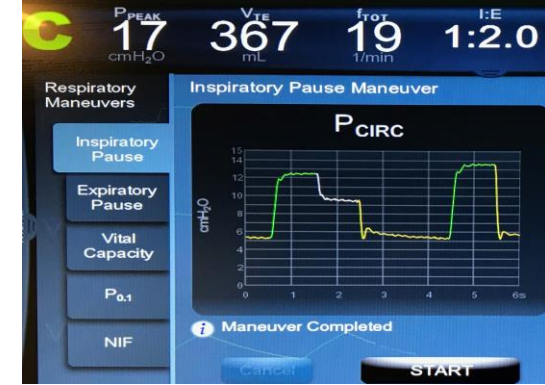 C
PPEAK
17
cmH₂O
VTE
367
mL
fTOT
19
1/min
I:E
1:2.0
Respiratory
Maneuvers
Inspiratory
Pause
Expiratory
Pause
Vital
Capacity
P0.1
NIF
Inspiratory Pause Maneuver
PCIRC
cmH₂O
15
14
12
10
8
6
4
2
0
0 1 2 3 4 5 6s
i Maneuver Completed
Cancel
START